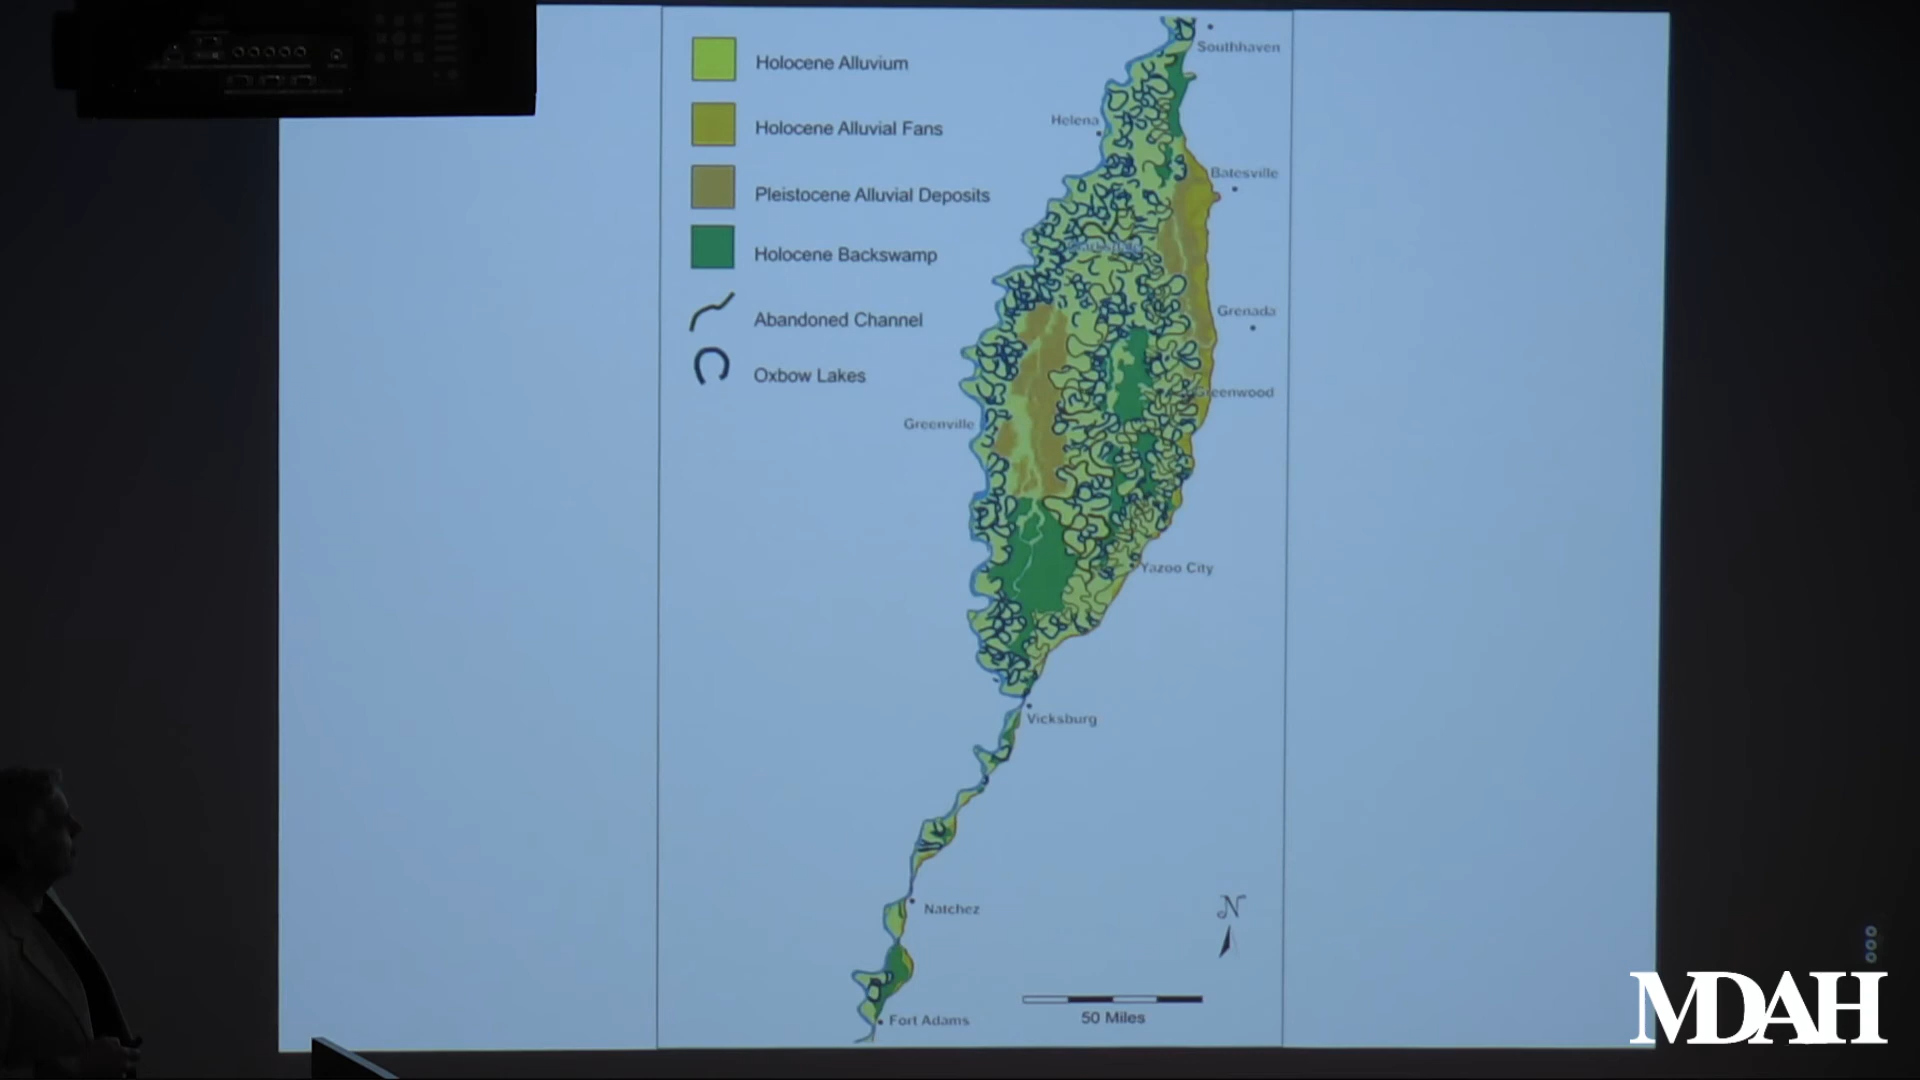 Holocene Alluvium
Holocene Alluvial Fans
Pleistocene Alluvial Deposits
Holocene Backswamp
Abandoned Channel
Oxbow Lakes
Southhaven
Helena
Batesville
Clarksdale
Grenada
Greenwood
Greenville
Yazoo City
Vicksburg
Natchez
Fort Adams
N
50 Miles
MDAH